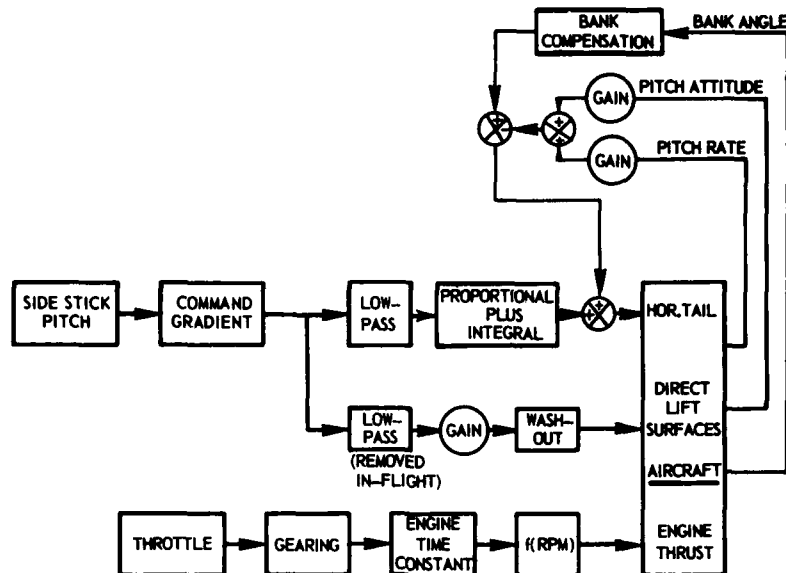 BANK
COMPENSATION
BANK ANGLE
PITCH ATTITUDE
GAIN
PITCH RATE
GAIN
+
-
+
+
SIDE STICK
PITCH
COMMAND
GRADIENT
LOW-
PASS
PROPORTIONAL
PLUS
INTEGRAL
+
+
HOR. TAIL
LOW-
PASS
(REMOVED
IN-FLIGHT)
GAIN
WASH-
OUT
DIRECT
LIFT
SURFACES
AIRCRAFT
THROTTLE
GEARING
ENGINE
TIME
CONSTANT
f(RPM)
ENGINE
THRUST